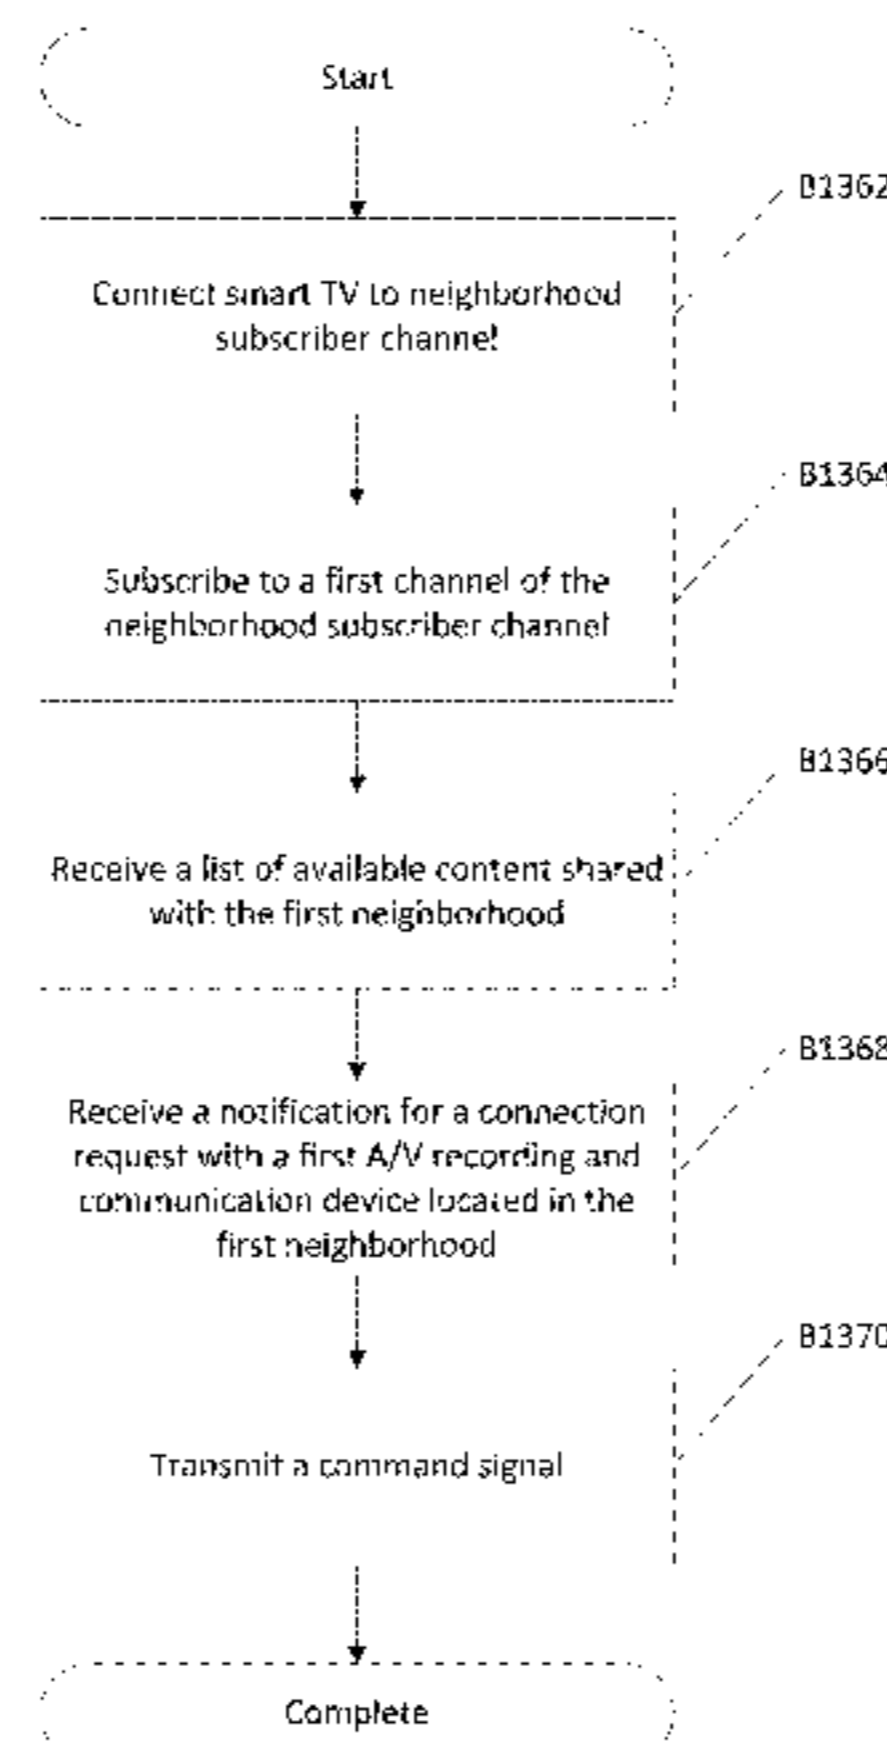 Start
B1362
Connect smart TV to neighborhood
subscriber channel
B1364
Subscribe to a first channel of the
neighborhood subscriber channel
B1366
Receive a list of available content shared
with the first neighborhood
B1368
Receive a notification for a connection
request with a first A/V recording and
communication device located in the
first neighborhood
B1370
Transmit a command signal
Complete